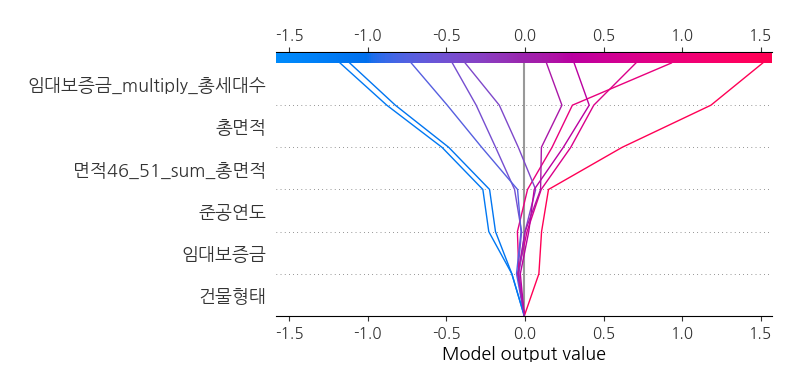 -1.5 -1.0 -0.5 0.0 0.5 1.0 1.5
임대보증금_multiply_총세대수
총면적
면적46_51_sum_총면적
준공연도
임대보증금
건물형태
-1.5 -1.0 -0.5 0.0 0.5 1.0 1.5
Model output value